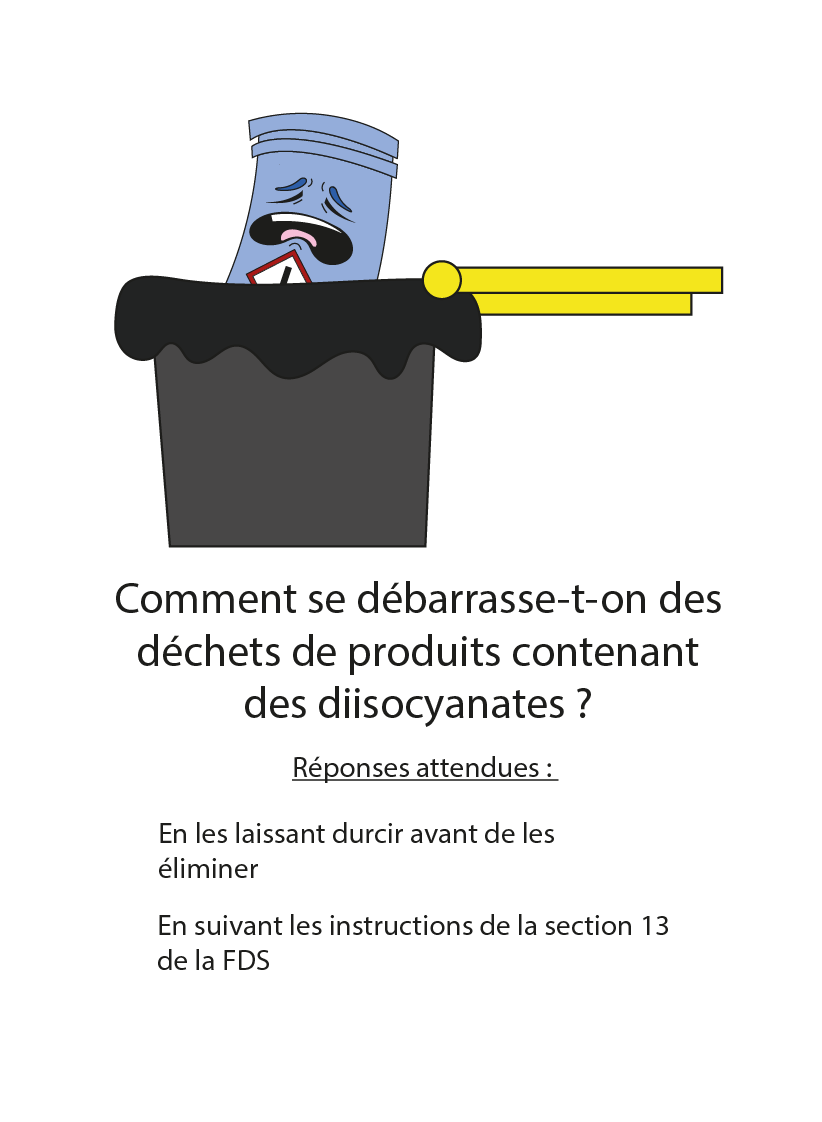 Comment se débarrasse-t-on des
déchets de produits contenant
des diisocyanates ?
Réponses attendues :
En les laissant durcir avant de les
éliminer
En suivant les instructions de la section 13
de la FDS